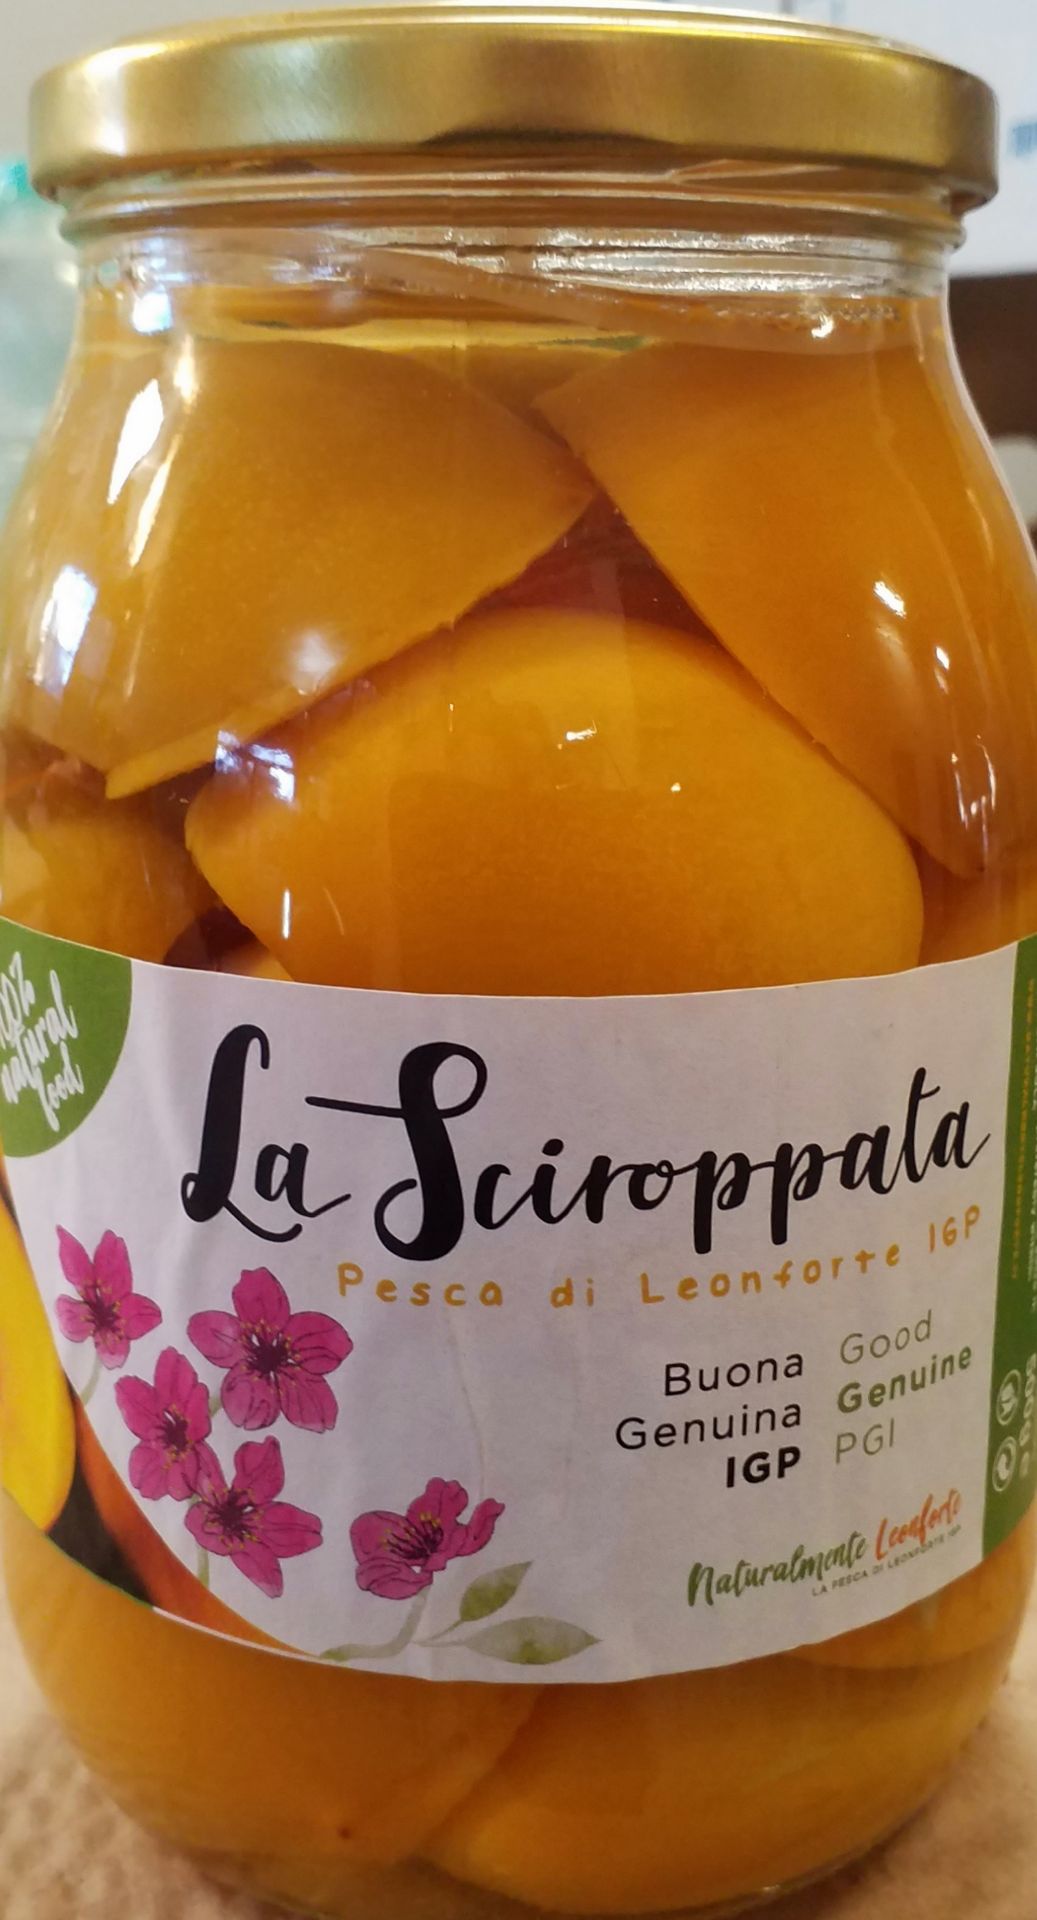 natural
food
La Sciroppata
Pesca di Leonforte IGP
Buona
Genuina
IGP
Good
Genuine
PGI
Naturalmente Leonforte
LA PESCA DI LEONFORTE IGP